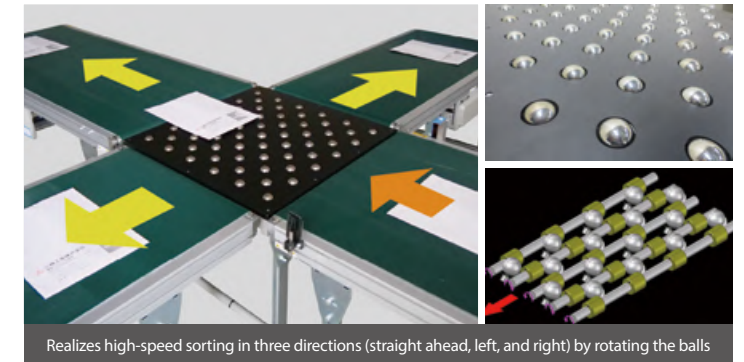 Realizes high-speed sorting in three directions (straight ahead, left, and right) by rotating the balls